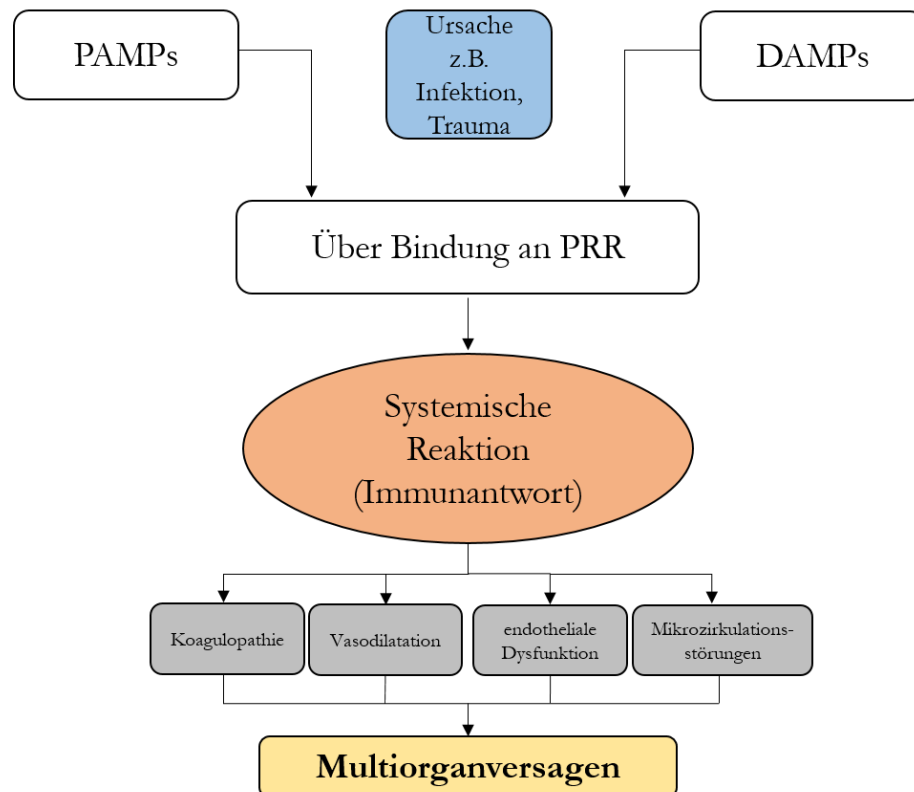 PAMPs
Ursache
z.B.
Infektion,
Trauma
DAMPs
Über Bindung an PRR
Systemische
Reaktion
(Immunantwort)
Koagulopathie
Vasodilatation
endotheliale
Dysfunktion
Mikrozirkulations-
störungen
Multiorganversagen